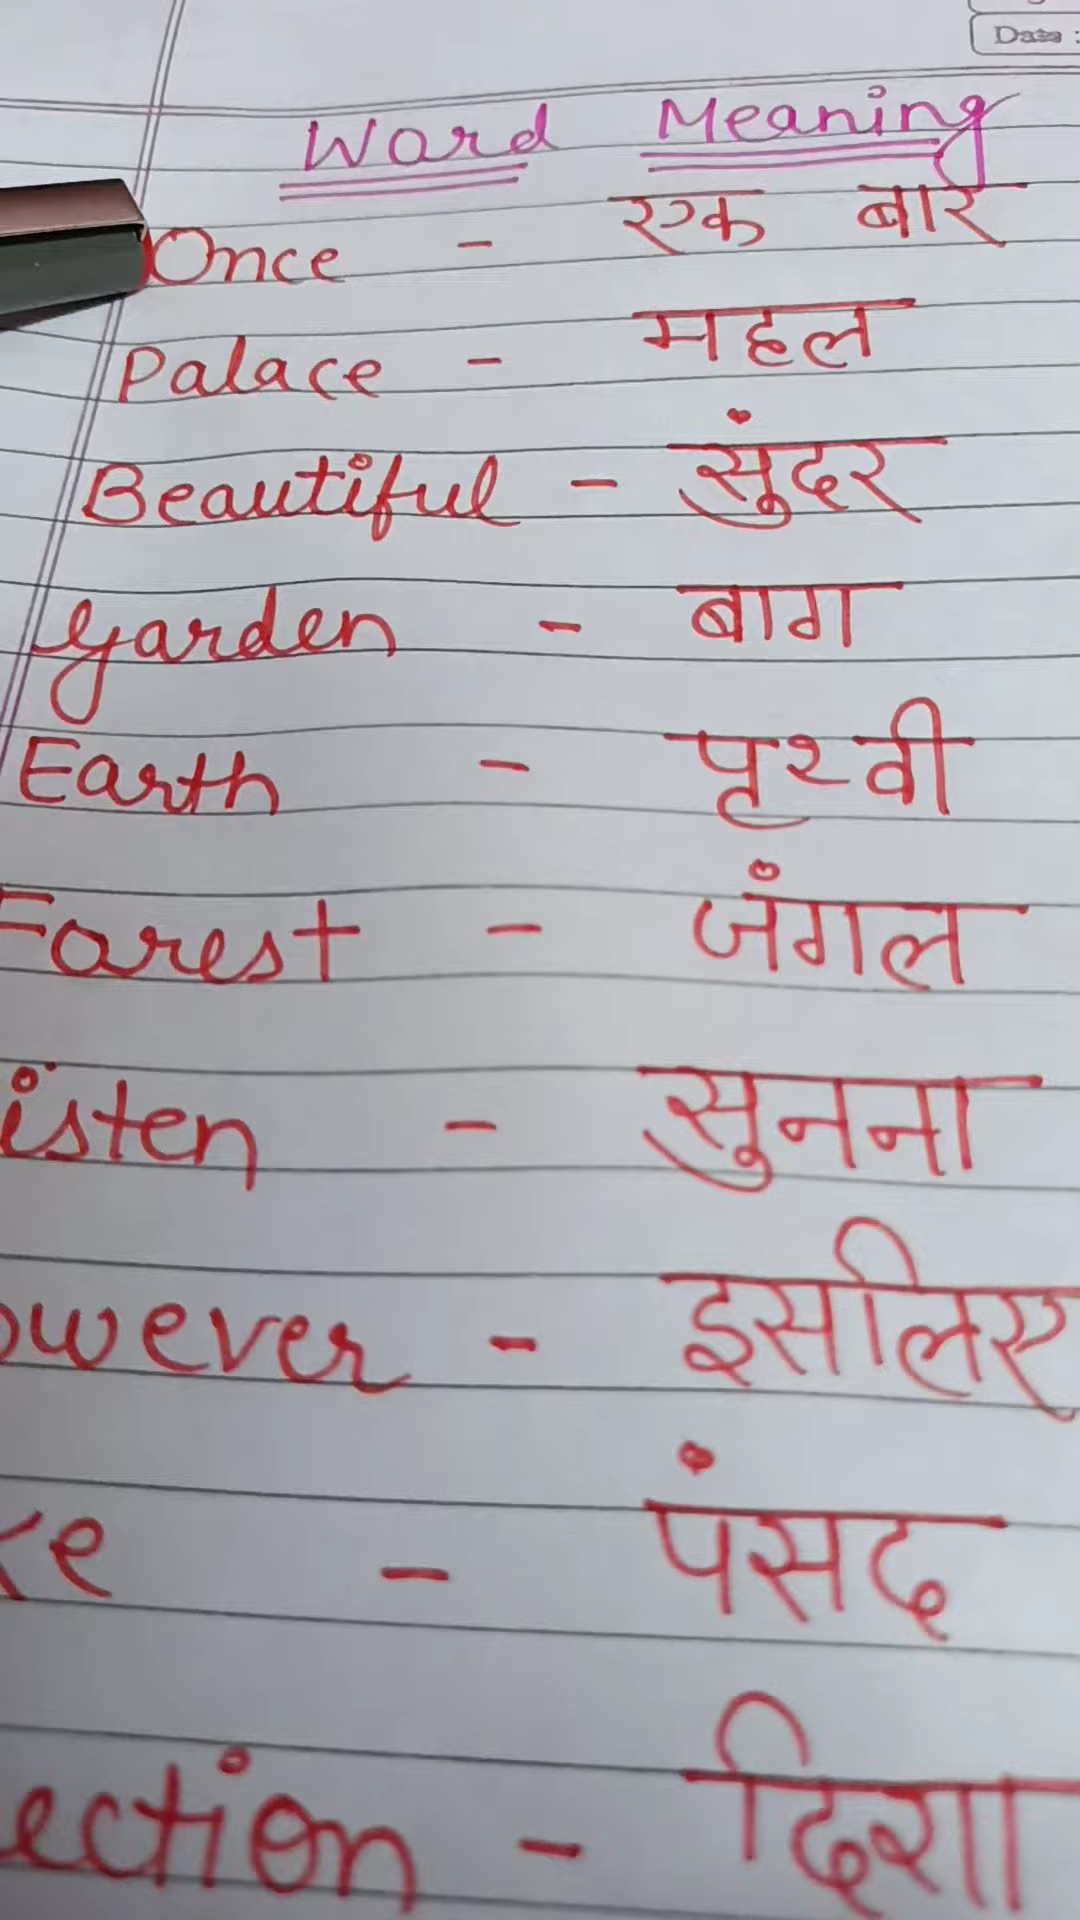 Date :
Word Meaning
Once - एक बार
Palace - महल
Beautiful - सुंदर
garden - बाग
Earth - पृथ्वी
Forest - जंगल
isten - सुनना
owever - इसलिए
ke - पंसद
ection - दिशा